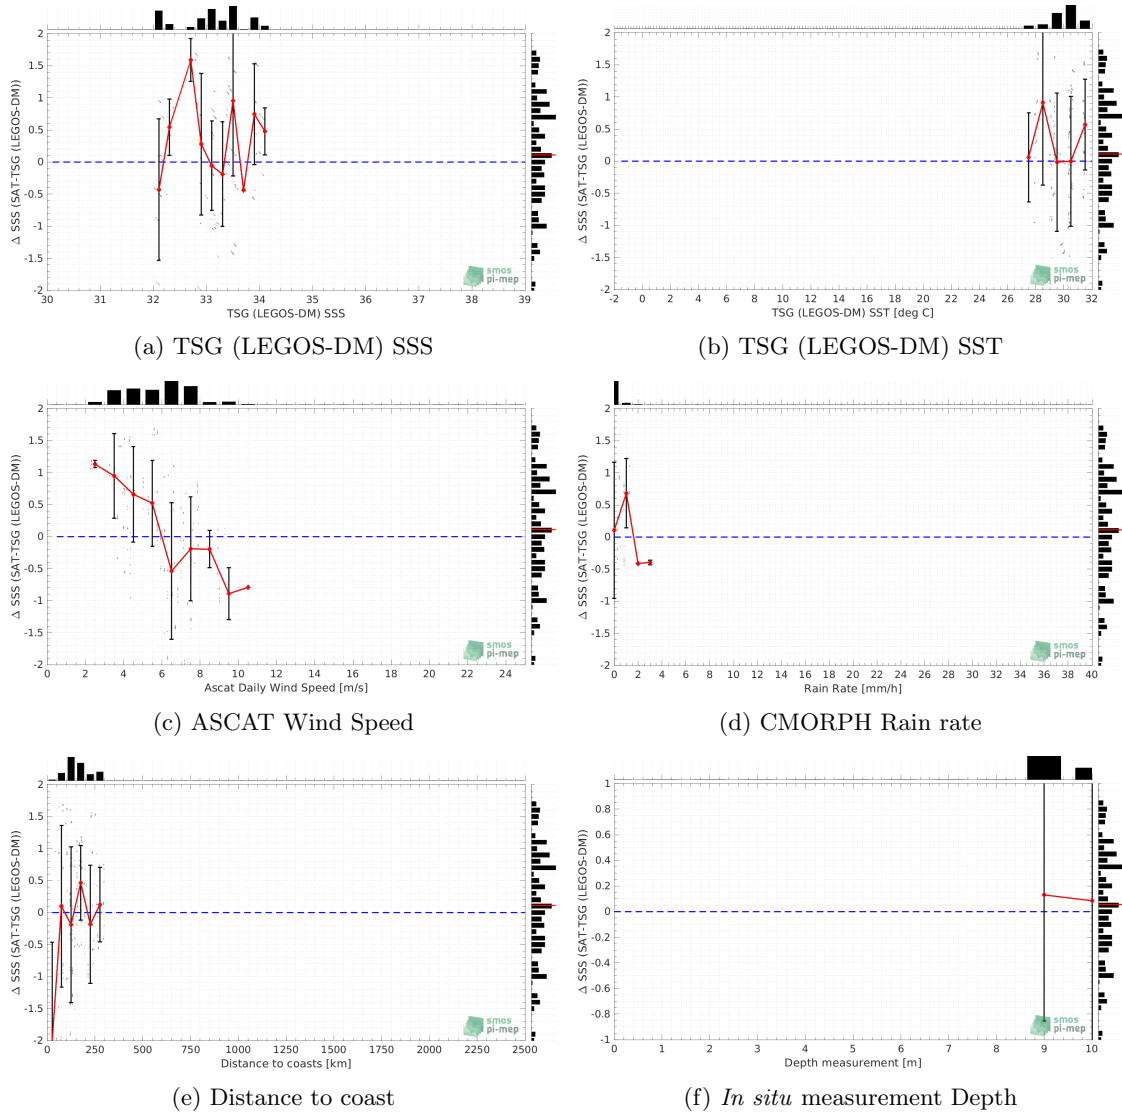 2
1.5
1
0.5
0
-0.5
-1
-1.5
-2
Δ SSS (SAT-TSG (LEGOS-DM))
30 31 32 33 34 35 36 37 38 39
TSG (LEGOS-DM) SSS
smos
pi-mep
(a) TSG (LEGOS-DM) SSS
2
1.5
1
0.5
0
-0.5
-1
-1.5
-2
Δ SSS (SAT-TSG (LEGOS-DM))
-2 0 2 4 6 8 10 12 14 16 18 20 22 24 26 28 30 32
TSG (LEGOS-DM) SST [deg C]
smos
pi-mep
(b) TSG (LEGOS-DM) SST
2
1.5
1
0.5
0
-0.5
-1
-1.5
-2
Δ SSS (SAT-TSG (LEGOS-DM))
0 2 4 6 8 10 12 14 16 18 20 22 24
Ascat Daily Wind Speed [m/s]
smos
pi-mep
(c) ASCAT Wind Speed
2
1.5
1
0.5
0
-0.5
-1
-1.5
-2
Δ SSS (SAT-TSG (LEGOS-DM))
0 2 4 6 8 10 12 14 16 18 20 22 24 26 28 30 32 34 36 38 40
Rain Rate [mm/h]
smos
pi-mep
(d) CMORPH Rain rate
2
1.5
1
0.5
0
-0.5
-1
-1.5
-2
Δ SSS (SAT-TSG (LEGOS-DM))
0 250 500 750 1000 1250 1500 1750 2000 2250 2500
Distance to coasts [km]
smos
pi-mep
(e) Distance to coast
1
0.8
0.6
0.4
0.2
0
-0.2
-0.4
-0.6
-0.8
-1
Δ SSS (SAT-TSG (LEGOS-DM))
0 1 2 3 4 5 6 7 8 9 10
Depth measurement [m]
smos
pi-mep
(f) In situ measurement Depth